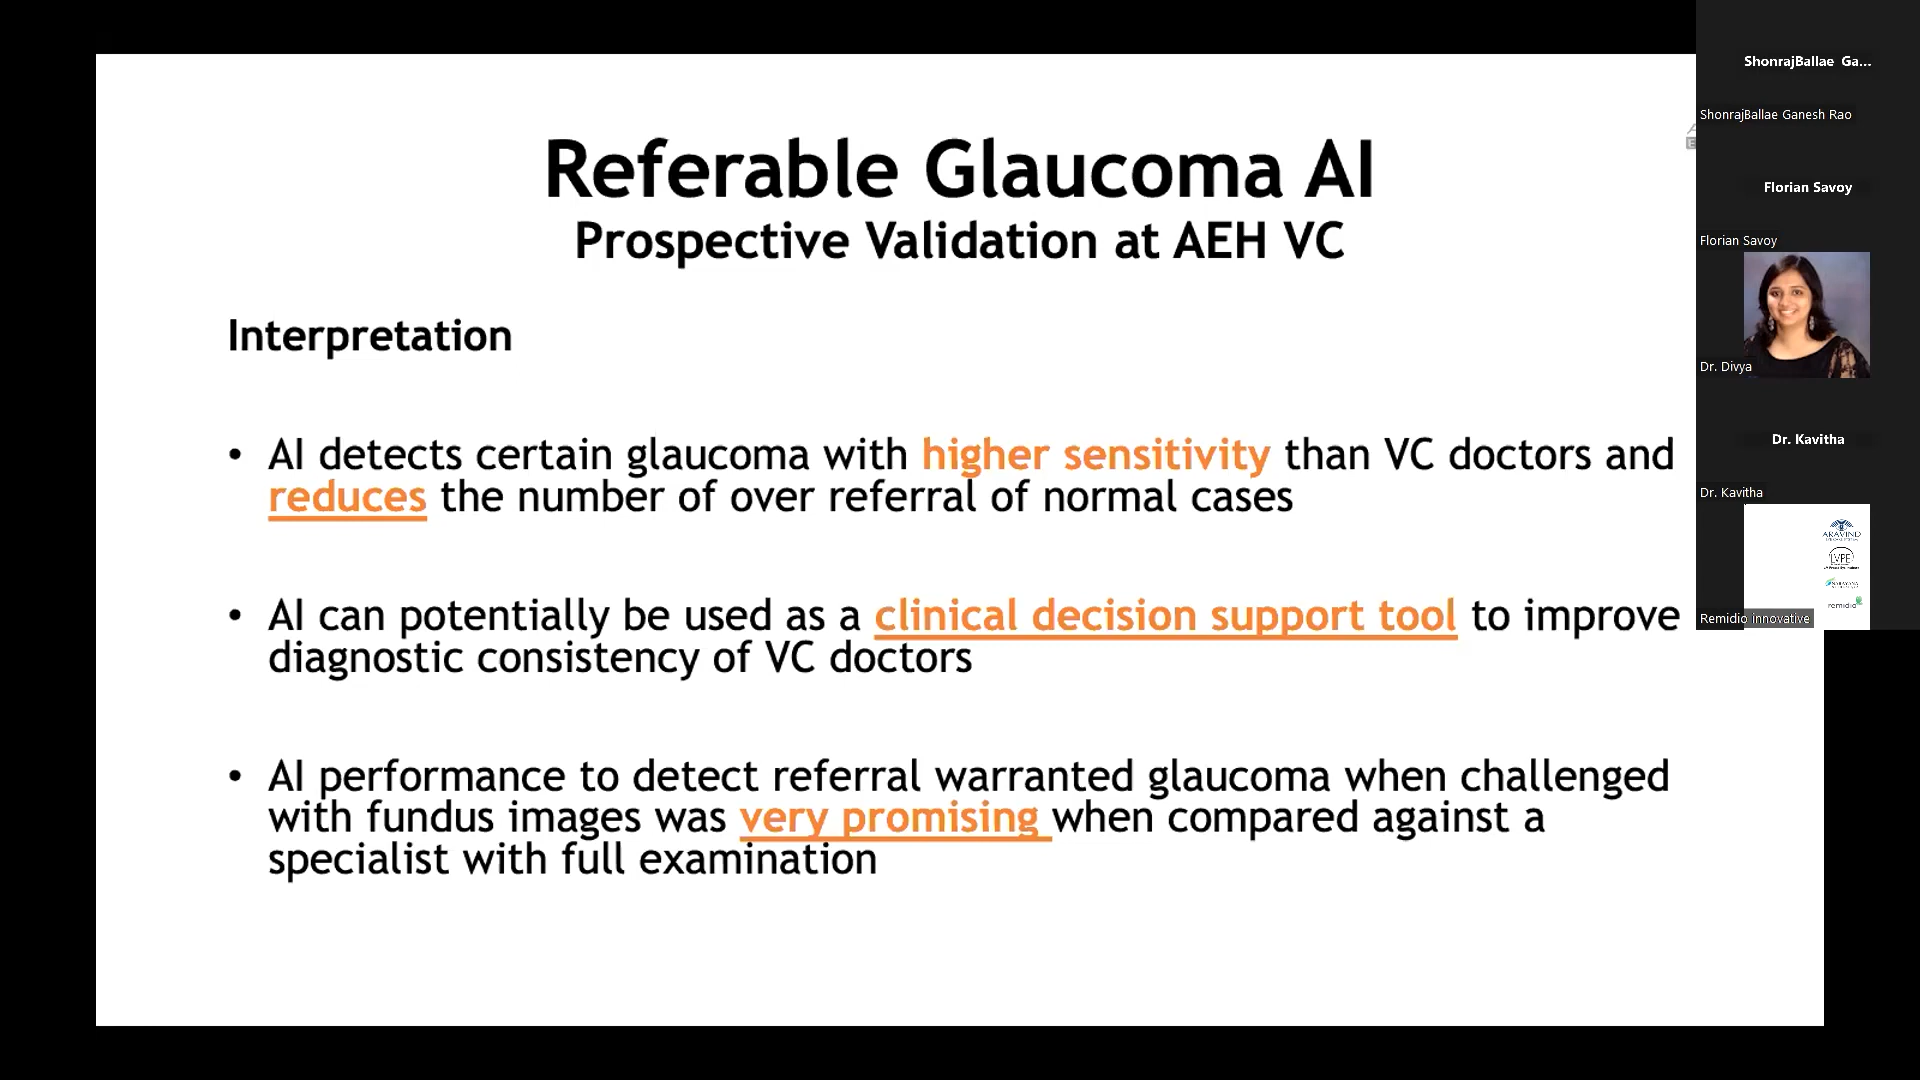 Referable Glaucoma AI
Prospective Validation at AEH VC
Interpretation
• AI detects certain glaucoma with higher sensitivity than VC doctors and
reduces the number of over referral of normal cases
• AI can potentially be used as a clinical decision support tool to improve
diagnostic consistency of VC doctors
• AI performance to detect referral warranted glaucoma when challenged
with fundus images was very promising when compared against a
specialist with full examination
ShonrajBallae Ga...
ShonrajBallae Ganesh Rao
Florian Savoy
Florian Savoy
Dr. Divya
Dr. Kavitha
Dr. Kavitha
ARAVIND
LVPE
NARAYANA
remidio
Remidio innovative